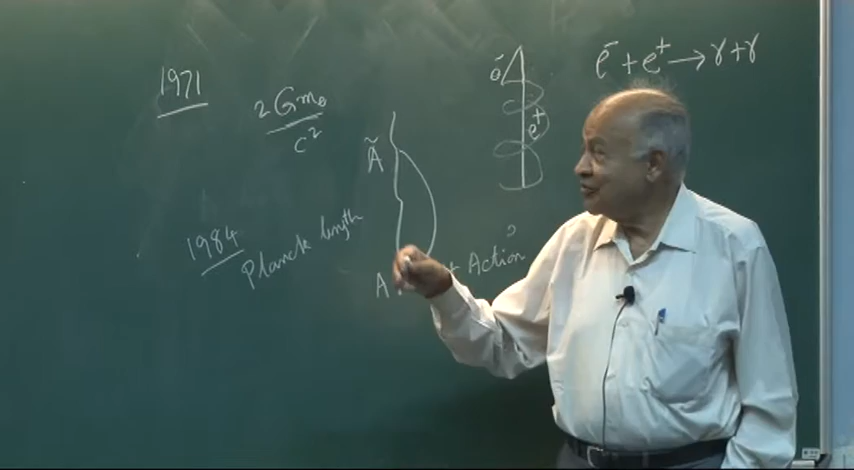 1971
2Gm₀
c²
Ã
A
e⁻
e⁺
e⁻ + e⁺ → γ + γ
1984
Planck length
+ Action